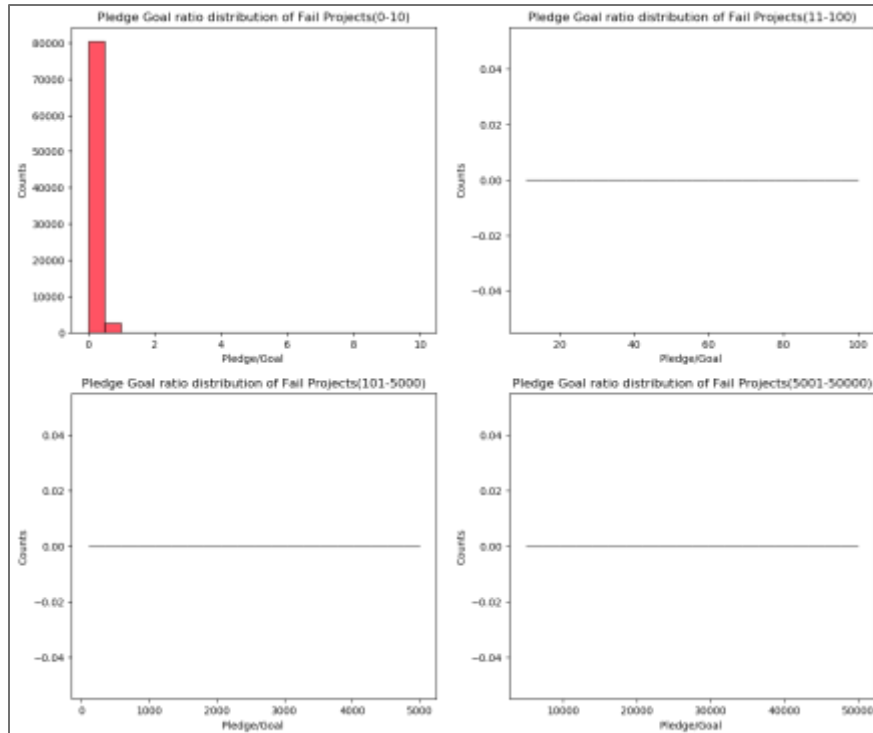 Pledge Goal ratio distribution of Fail Projects(0-10)
80000
70000
60000
50000
40000
30000
20000
10000
0
Counts
0 2 4 6 8 10
Pledge/Goal
Pledge Goal ratio distribution of Fail Projects(11-100)
0.04
0.02
0.00
−0.02
−0.04
Counts
20 40 60 80 100
Pledge/Goal
Pledge Goal ratio distribution of Fail Projects(101-5000)
0.04
0.02
0.00
−0.02
−0.04
Counts
0 1000 2000 3000 4000 5000
Pledge/Goal
Pledge Goal ratio distribution of Fail Projects(5001-50000)
0.04
0.02
0.00
−0.02
−0.04
Counts
10000 20000 30000 40000 50000
Pledge/Goal